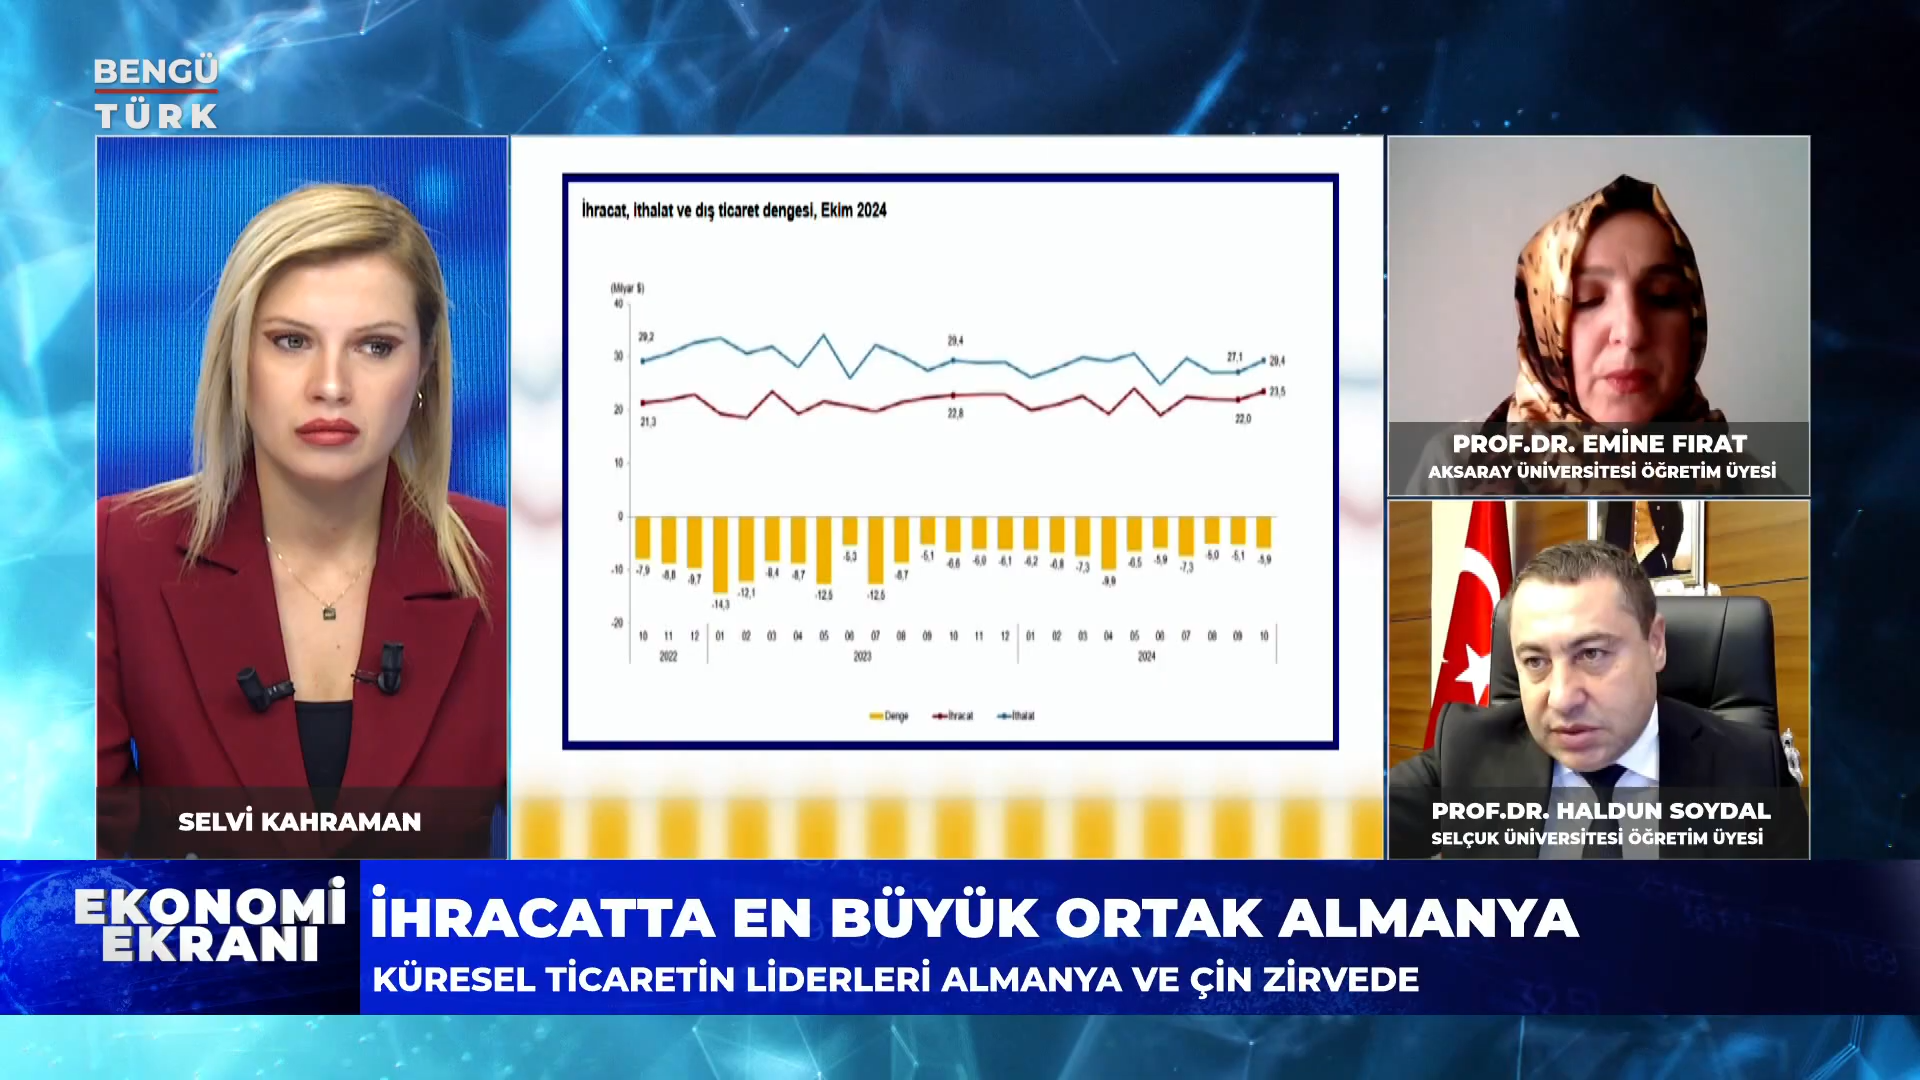 BENGÜ
TÜRK
İhracat, ithalat ve dış ticaret dengesi, Ekim 2024
(Milyar $)
40
30
20
10
0
-10
-20
29,2
29,4
27,1
29,4
21,3
22,8
22,0
23,5
-7,9 -8,8 -9,7 -14,3 -12,1 -8,4 -8,7 -12,5 -5,3 -12,5 -8,7 -5,1 -6,6 -6,0 -6,1 -6,2 -6,8 -7,3 -9,9 -6,5 -5,9 -7,3 -5,0 -5,1 -5,9
10 11 12 01 02 03 04 05 06 07 08 09 10 11 12 01 02 03 04 05 06 07 08 09 10
2022 2023 2024
Denge İhracat İthalat
PROF.DR. EMİNE FIRAT
AKSARAY ÜNİVERSİTESİ ÖĞRETİM ÜYESİ
PROF.DR. HALDUN SOYDAL
SELÇUK ÜNİVERSİTESİ ÖĞRETİM ÜYESİ
SELVİ KAHRAMAN
EKONOMİ
EKRANI
İHRACATTA EN BÜYÜK ORTAK ALMANYA
KÜRESEL TİCARETİN LİDERLERİ ALMANYA VE ÇİN ZİRVEDE